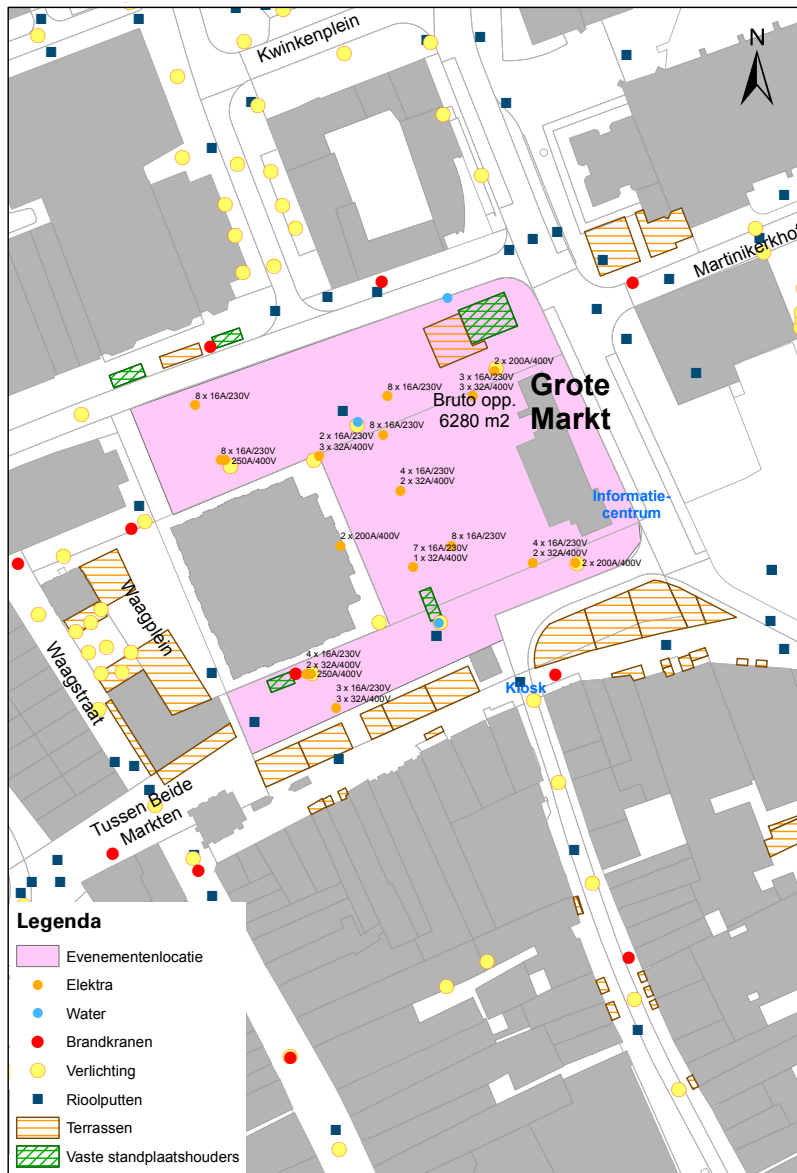 Kwinkenplein
N
Martinikerkhof
2 x 200A/400V
3 x 16A/230V
3 x 32A/400V
Grote
Markt
Bruto opp.
6280 m2
8 x 16A/230V
8 x 16A/230V
8 x 16A/230V
2 x 16A/230V
3 x 32A/400V
8 x 16A/230V
250A/400V
4 x 16A/230V
2 x 32A/400V
Informatie-
centrum
2 x 200A/400V
8 x 16A/230V
7 x 16A/230V
1 x 32A/400V
4 x 16A/230V
2 x 32A/400V
2 x 200A/400V
Waagplein
Waagstraat
4 x 16A/230V
2 x 32A/400V
250A/400V
3 x 16A/230V
3 x 32A/400V
Kiosk
Tussen Beide
Markten
Legenda
Evenementenlocatie
Elektra
Water
Brandkranen
Verlichting
Rioolputten
Terrassen
Vaste standplaatshouders